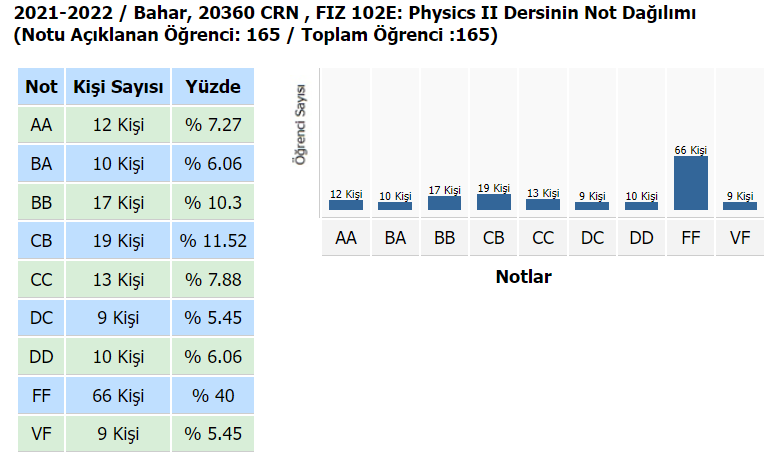 2021-2022 / Bahar, 20360 CRN , FIZ 102E: Physics II Dersinin Not Dağılımı
(Notu Açıklanan Öğrenci: 165 / Toplam Öğrenci :165)
Not Kişi Sayısı Yüzde
AA 12 Kişi % 7.27
BA 10 Kişi % 6.06
BB 17 Kişi % 10.3
CB 19 Kişi % 11.52
CC 13 Kişi % 7.88
DC 9 Kişi % 5.45
DD 10 Kişi % 6.06
FF 66 Kişi % 40
VF 9 Kişi % 5.45
Öğrenci Sayısı
12 Kişi 10 Kişi 17 Kişi 19 Kişi 13 Kişi 9 Kişi 10 Kişi 66 Kişi 9 Kişi
AA BA BB CB CC DC DD FF VF
Notlar